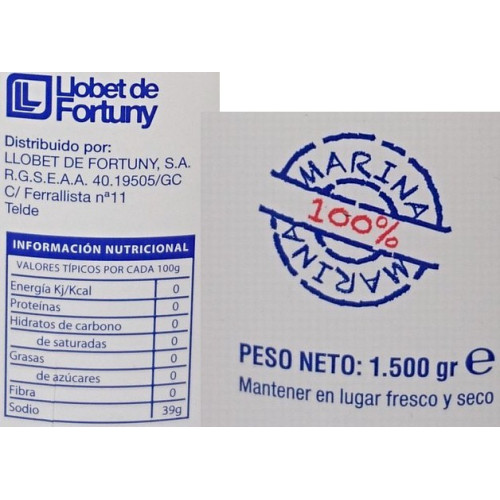 Llobet de
Fortuny
Distribuido por:
LLOBET DE FORTUNY, S.A.
R.G.S.E.A.A. 40.19505/GC
C/ Ferrallista nª11
Telde
INFORMACIÓN NUTRICIONAL
VALORES TÍPICOS POR CADA 100g
Energía Kj/Kcal 0
Proteínas 0
Hidratos de carbono 0
de saturadas 0
Grasas 0
de azúcares 0
Fibra 0
Sodio 39g
MARINA
100%
MARINA
PESO NETO: 1.500 gr e
Mantener en lugar fresco y seco